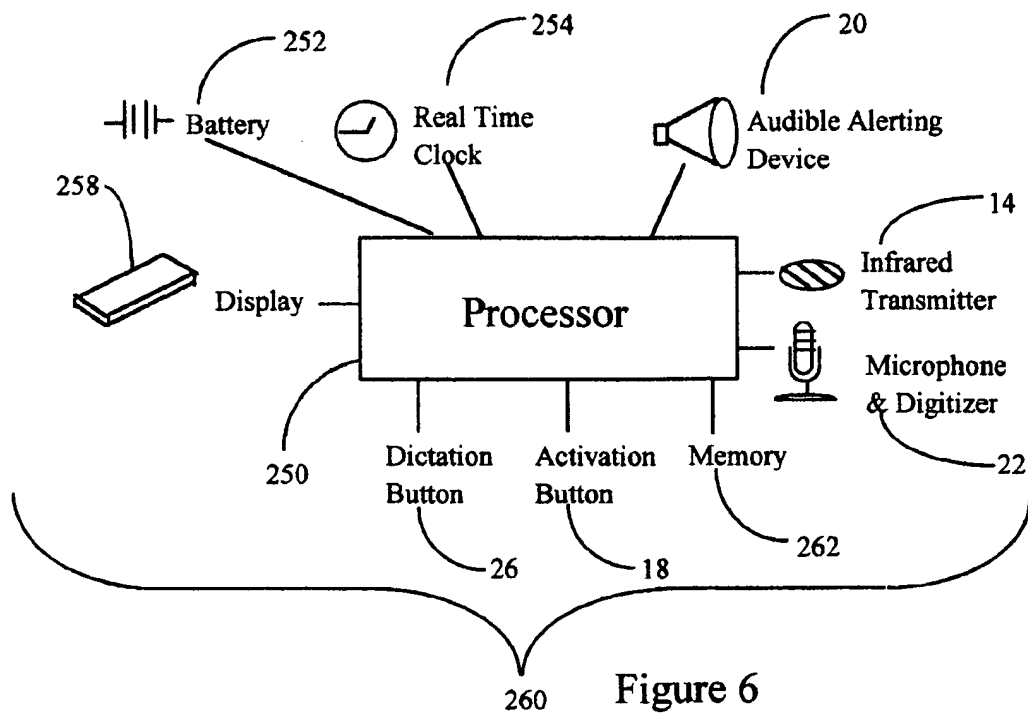 252
254
20
Battery
Real Time
Clock
Audible Alerting
Device
258
14
Display
Processor
Infrared
Transmitter
Microphone
& Digitizer
250
Dictation
Button
Activation
Button
Memory
22
26
18
262
260
Figure 6